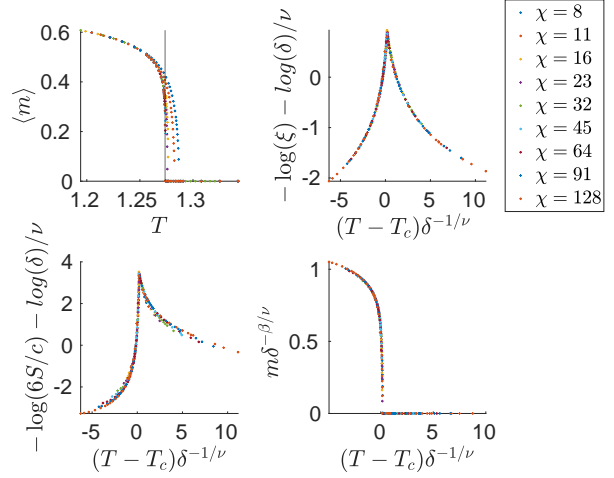 0.6
0.4
0.2
0
1.2
1.25
1.3
⟨m⟩
T
0
-1
-2
-5
0
5
10
− log(ξ) − log(δ)/ν
(T − T_c)δ^{−1/ν}
χ = 8
χ = 11
χ = 16
χ = 23
χ = 32
χ = 45
χ = 64
χ = 91
χ = 128
4
2
0
-2
-5
0
5
10
− log(6S/c) − log(δ)/ν
(T − T_c)δ^{−1/ν}
1
0.5
0
0
5
10
mδ^{−β/ν}
(T − T_c)δ^{−1/ν}